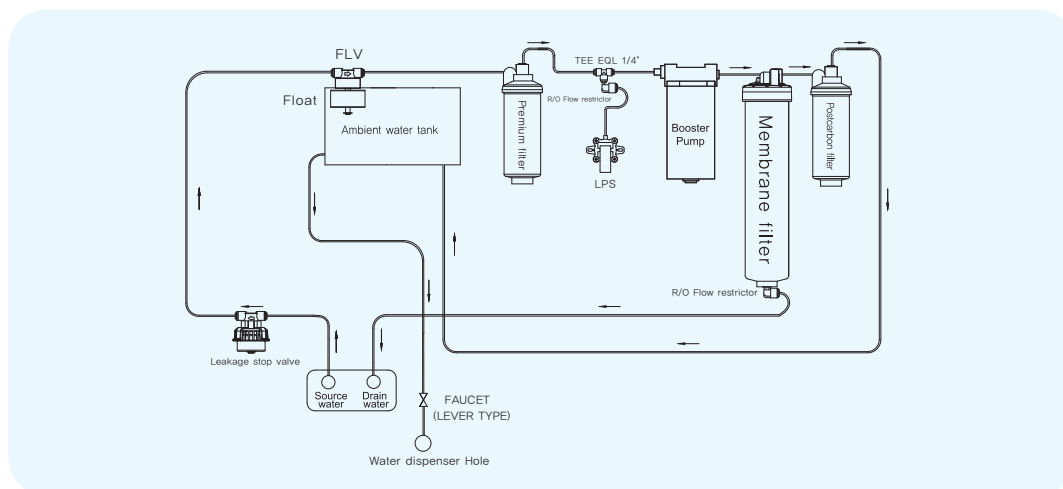 FLV
TEE EQL 1/4"
Float
R/O Flow restrictor
Ambient water tank
Premium filter
LPS
Booster
Pump
Membrane filter
Postcarbon filter
R/O Flow restrictor
Leakage stop valve
Source
water
Drain
water
FAUCET
(LEVER TYPE)
Water dispenser Hole